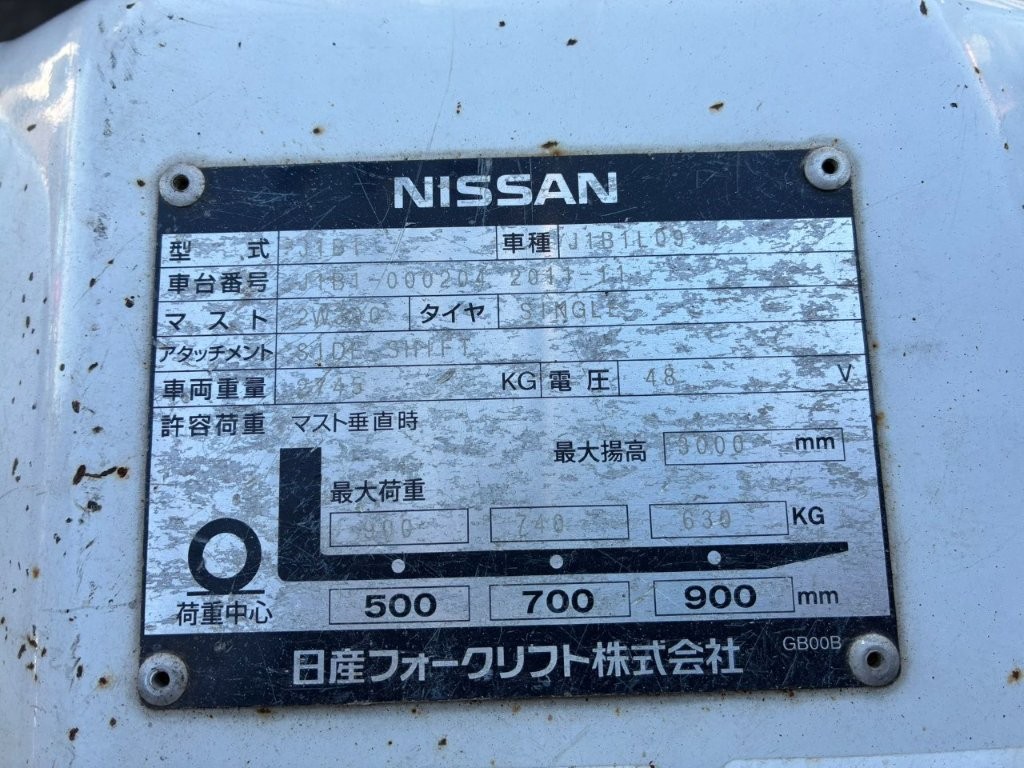 NISSAN
型 式 J1B1 車種 J1B1L09
車台番号 J1B1-000204 2011-11
マスト 2W300 タイヤ SINGLE
アタッチメント SIDE SHIFT
車両重量 KG 電圧 48 V
許容荷重 マスト垂直時
最大揚高 3000 mm
最大荷重
900 740 630 KG
500 700 900 mm
荷重中心
日産フォークリフト株式会社 GB00B